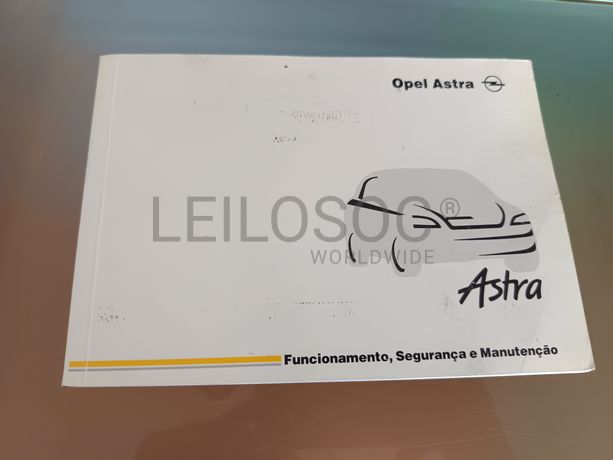 Opel Astra
LEILOSOC®
WORLDWIDE
Astra
Funcionamento, Segurança e Manutenção